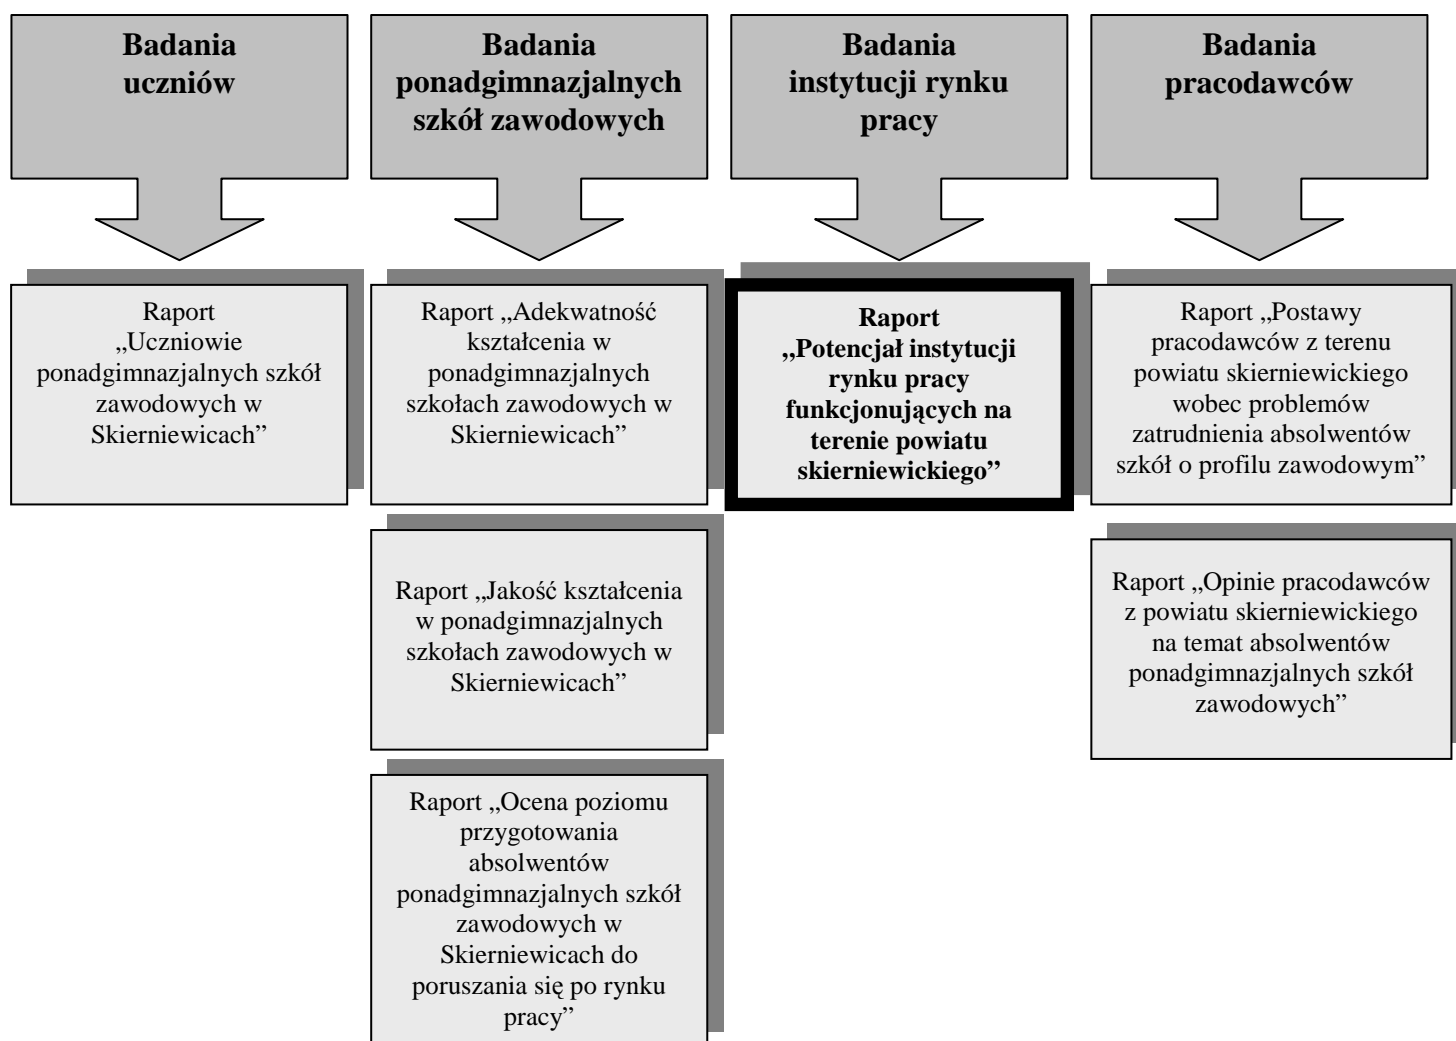 Badania
uczniów
Badania
ponadgimnazjalnych
szkół zawodowych
Badania
instytucji rynku
pracy
Badania
pracodawców
Raport
„Uczniowie
ponadgimnazjalnych szkół
zawodowych w
Skierniewicach”
Raport „Adekwatność
kształcenia w
ponadgimnazjalnych
szkołach zawodowych w
Skierniewicach”
Raport
„Potencjał instytucji
rynku pracy
funkcjonujących na
terenie powiatu
skierniewickiego”
Raport „Postawy
pracodawców z terenu
powiatu skierniewickiego
wobec problemów
zatrudnienia absolwentów
szkół o profilu zawodowym”
Raport „Jakość kształcenia
w ponadgimnazjalnych
szkołach zawodowych w
Skierniewicach”
Raport „Opinie pracodawców
z powiatu skierniewickiego
na temat absolwentów
ponadgimnazjalnych szkół
zawodowych”
Raport „Ocena poziomu
przygotowania
absolwentów
ponadgimnazjalnych szkół
zawodowych w
Skierniewicach do
poruszania się po rynku
pracy”